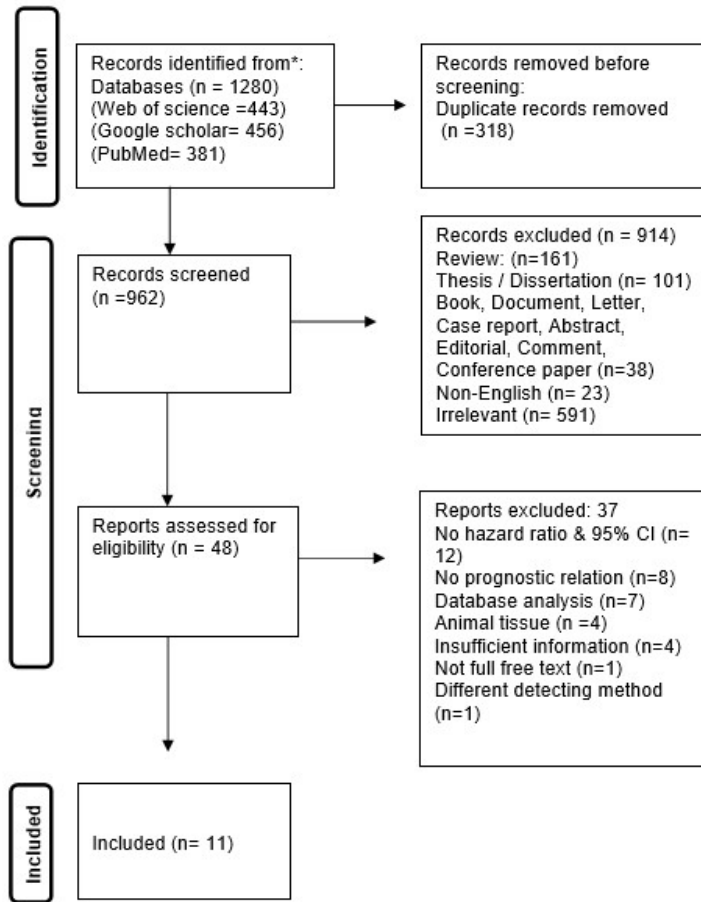 Identification
Records identified from*:
Databases (n = 1280)
(Web of science =443)
(Google scholar= 456)
(PubMed= 381)
Records removed before
screening:
Duplicate records removed
(n =318)
Screening
Records screened
(n =962)
Records excluded (n = 914)
Review: (n=161)
Thesis / Dissertation (n= 101)
Book, Document, Letter,
Case report, Abstract,
Editorial, Comment,
Conference paper (n=38)
Non-English (n= 23)
Irrelevant (n= 591)
Reports assessed for
eligibility (n = 48)
Reports excluded: 37
No hazard ratio & 95% CI (n=
12)
No prognostic relation (n=8)
Database analysis (n=7)
Animal tissue (n =4)
Insufficient information (n=4)
Not full free text (n=1)
Different detecting method
(n=1)
Included
Included (n= 11)